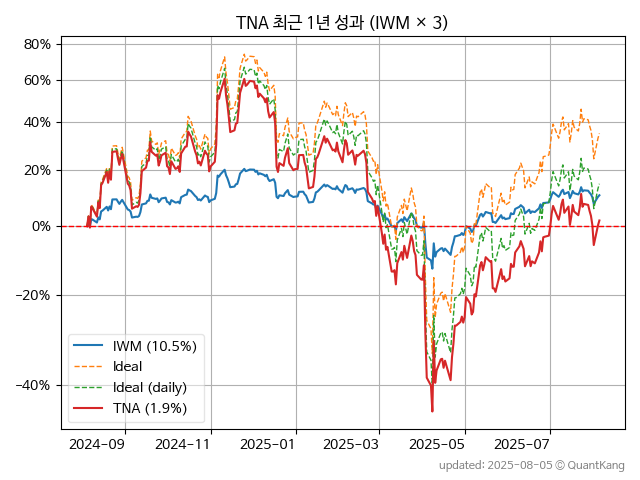 TNA 최근 1년 성과 (IWM × 3)
80%
60%
40%
20%
0%
−20%
−40%
IWM (10.5%)
Ideal
Ideal (daily)
TNA (1.9%)
2024-09 2024-11 2025-01 2025-03 2025-05 2025-07
updated: 2025-08-05 © QuantKang